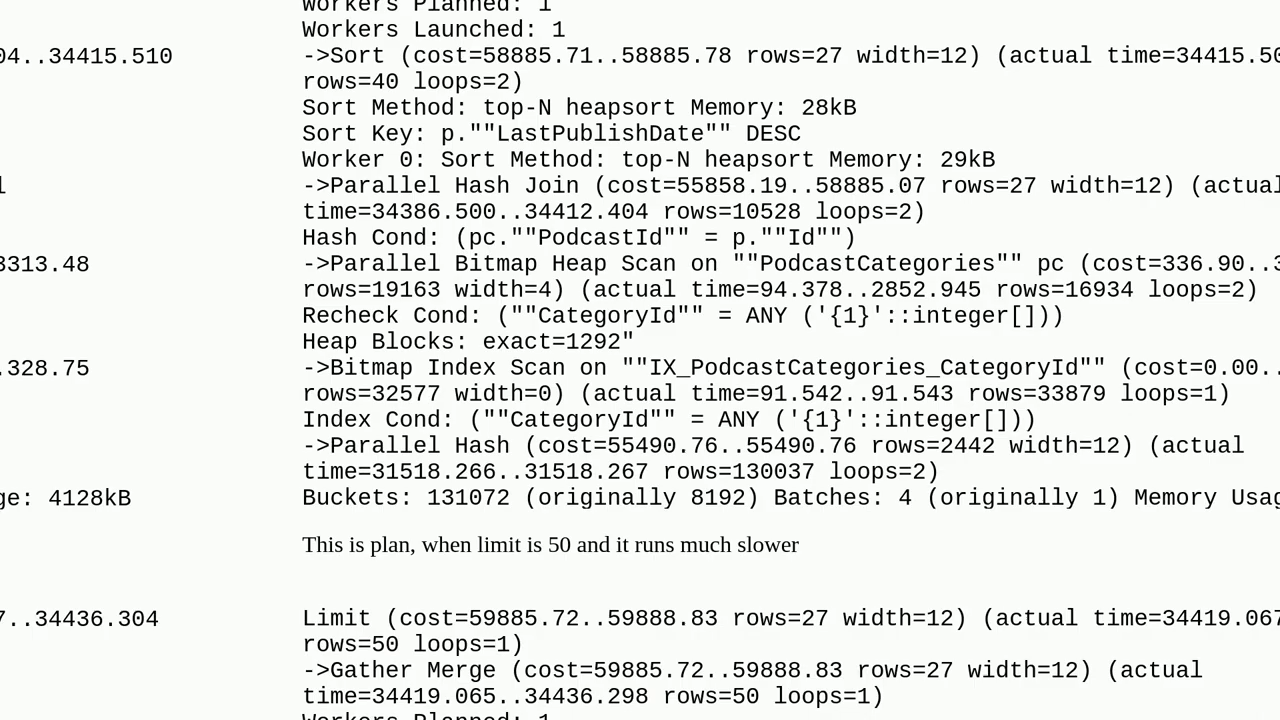 Workers Planned: 1
Workers Launched: 1
04..34415.510 ->Sort (cost=58885.71..58885.78 rows=27 width=12) (actual time=34415.50
rows=40 loops=2)
Sort Method: top-N heapsort Memory: 28kB
Sort Key: p.""LastPublishDate"" DESC
Worker 0: Sort Method: top-N heapsort Memory: 29kB
->Parallel Hash Join (cost=55858.19..58885.07 rows=27 width=12) (actual
time=34386.500..34412.404 rows=10528 loops=2)
Hash Cond: (pc.""PodcastId"" = p.""Id"")
3313.48 ->Parallel Bitmap Heap Scan on ""PodcastCategories"" pc (cost=336.90..3
rows=19163 width=4) (actual time=94.378..2852.945 rows=16934 loops=2)
Recheck Cond: (""CategoryId"" = ANY ('{1}'::integer[]))
Heap Blocks: exact=1292"
.328.75 ->Bitmap Index Scan on ""IX_PodcastCategories_CategoryId"" (cost=0.00..
rows=32577 width=0) (actual time=91.542..91.543 rows=33879 loops=1)
Index Cond: (""CategoryId"" = ANY ('{1}'::integer[]))
->Parallel Hash (cost=55490.76..55490.76 rows=2442 width=12) (actual
time=31518.266..31518.267 rows=130037 loops=2)
ge: 4128kB Buckets: 131072 (originally 8192) Batches: 4 (originally 1) Memory Usag
This is plan, when limit is 50 and it runs much slower
7..34436.304 Limit (cost=59885.72..59888.83 rows=27 width=12) (actual time=34419.067
rows=50 loops=1)
->Gather Merge (cost=59885.72..59888.83 rows=27 width=12) (actual
time=34419.065..34436.298 rows=50 loops=1)
Workers Planned: 1